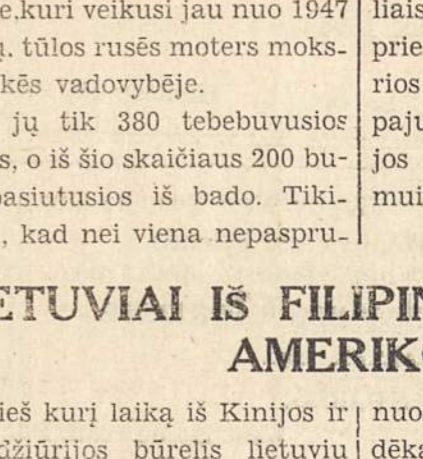 e, kuri veikusi jau nuo 1947
ų. tūlos rusės moters moks-
kēs vadovybėje.
jų tik 380 tebebuvusios
s, o iš šio skaičiaus 200 bu-
pasiutusios iš bado. Tiki-
, kad nei viena nepaspru-
liais
prie
rios
paju
jos
mui
ETUVIAI IŠ FILIPIN
AMERIK
ieš kurį laiką iš Kinijos ir
džiūrijos būrelis lietuvių
nuo
dėka